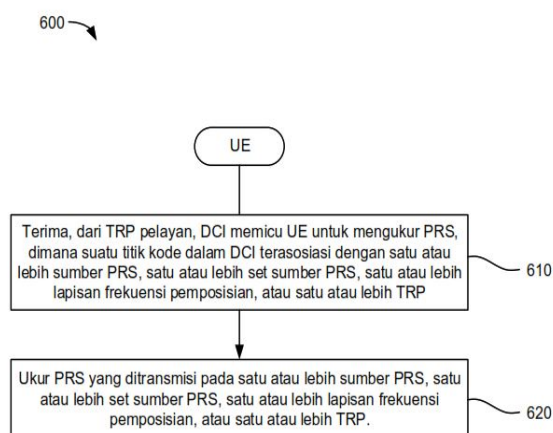 600
UE
Terima, dari TRP pelayan, DCI memicu UE untuk mengukur PRS,
dimana suatu titik kode dalam DCI terasosiasi dengan satu atau
lebih sumber PRS, satu atau lebih set sumber PRS, satu atau lebih
lapisan frekuensi pemposisian, atau satu atau lebih TRP
610
Ukur PRS yang ditransmisi pada satu atau lebih sumber PRS, satu
atau lebih set sumber PRS, satu atau lebih lapisan frekuensi
pemposisian, atau satu atau lebih TRP.
620